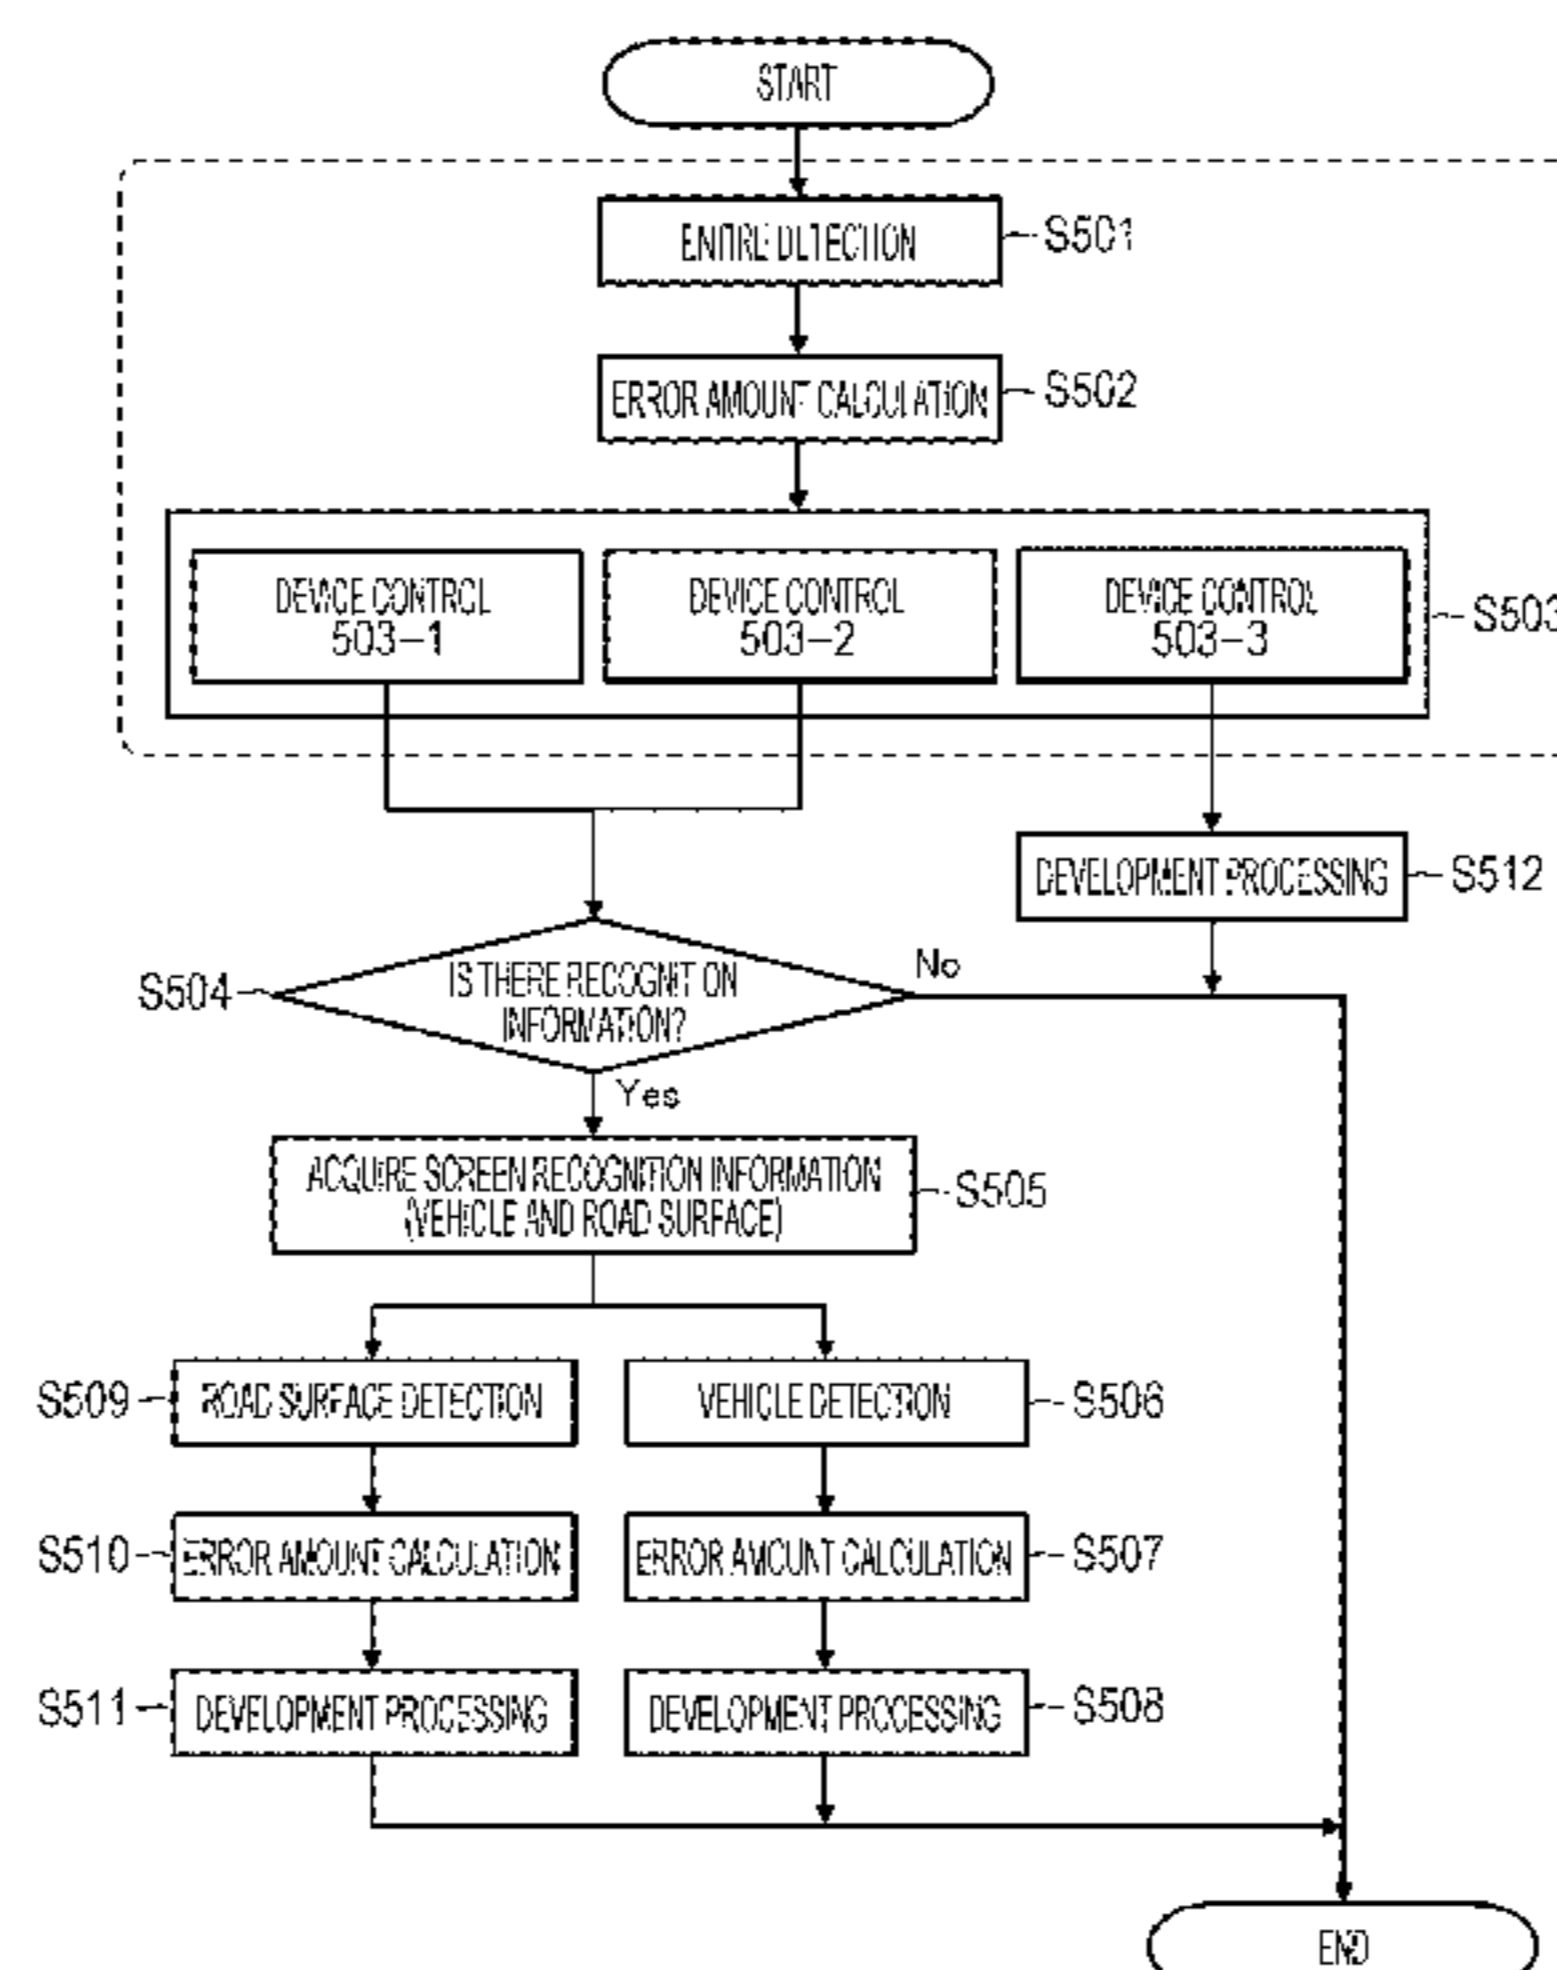 START
ENTIRE DETECTION
S501
ERROR AMOUNT CALCULATION
S502
DEVICE CONTROL
503-1
DEVICE CONTROL
503-2
DEVICE CONTROL
503-3
S503
DEVELOPMENT PROCESSING
S512
S504
IS THERE RECOGNITION
INFORMATION?
No
Yes
ACQUIRE SCREEN RECOGNITION INFORMATION
(VEHICLE AND ROAD SURFACE)
S505
S509
ROAD SURFACE DETECTION
VEHICLE DETECTION
S506
S510
ERROR AMOUNT CALCULATION
ERROR AMOUNT CALCULATION
S507
S511
DEVELOPMENT PROCESSING
DEVELOPMENT PROCESSING
S508
END